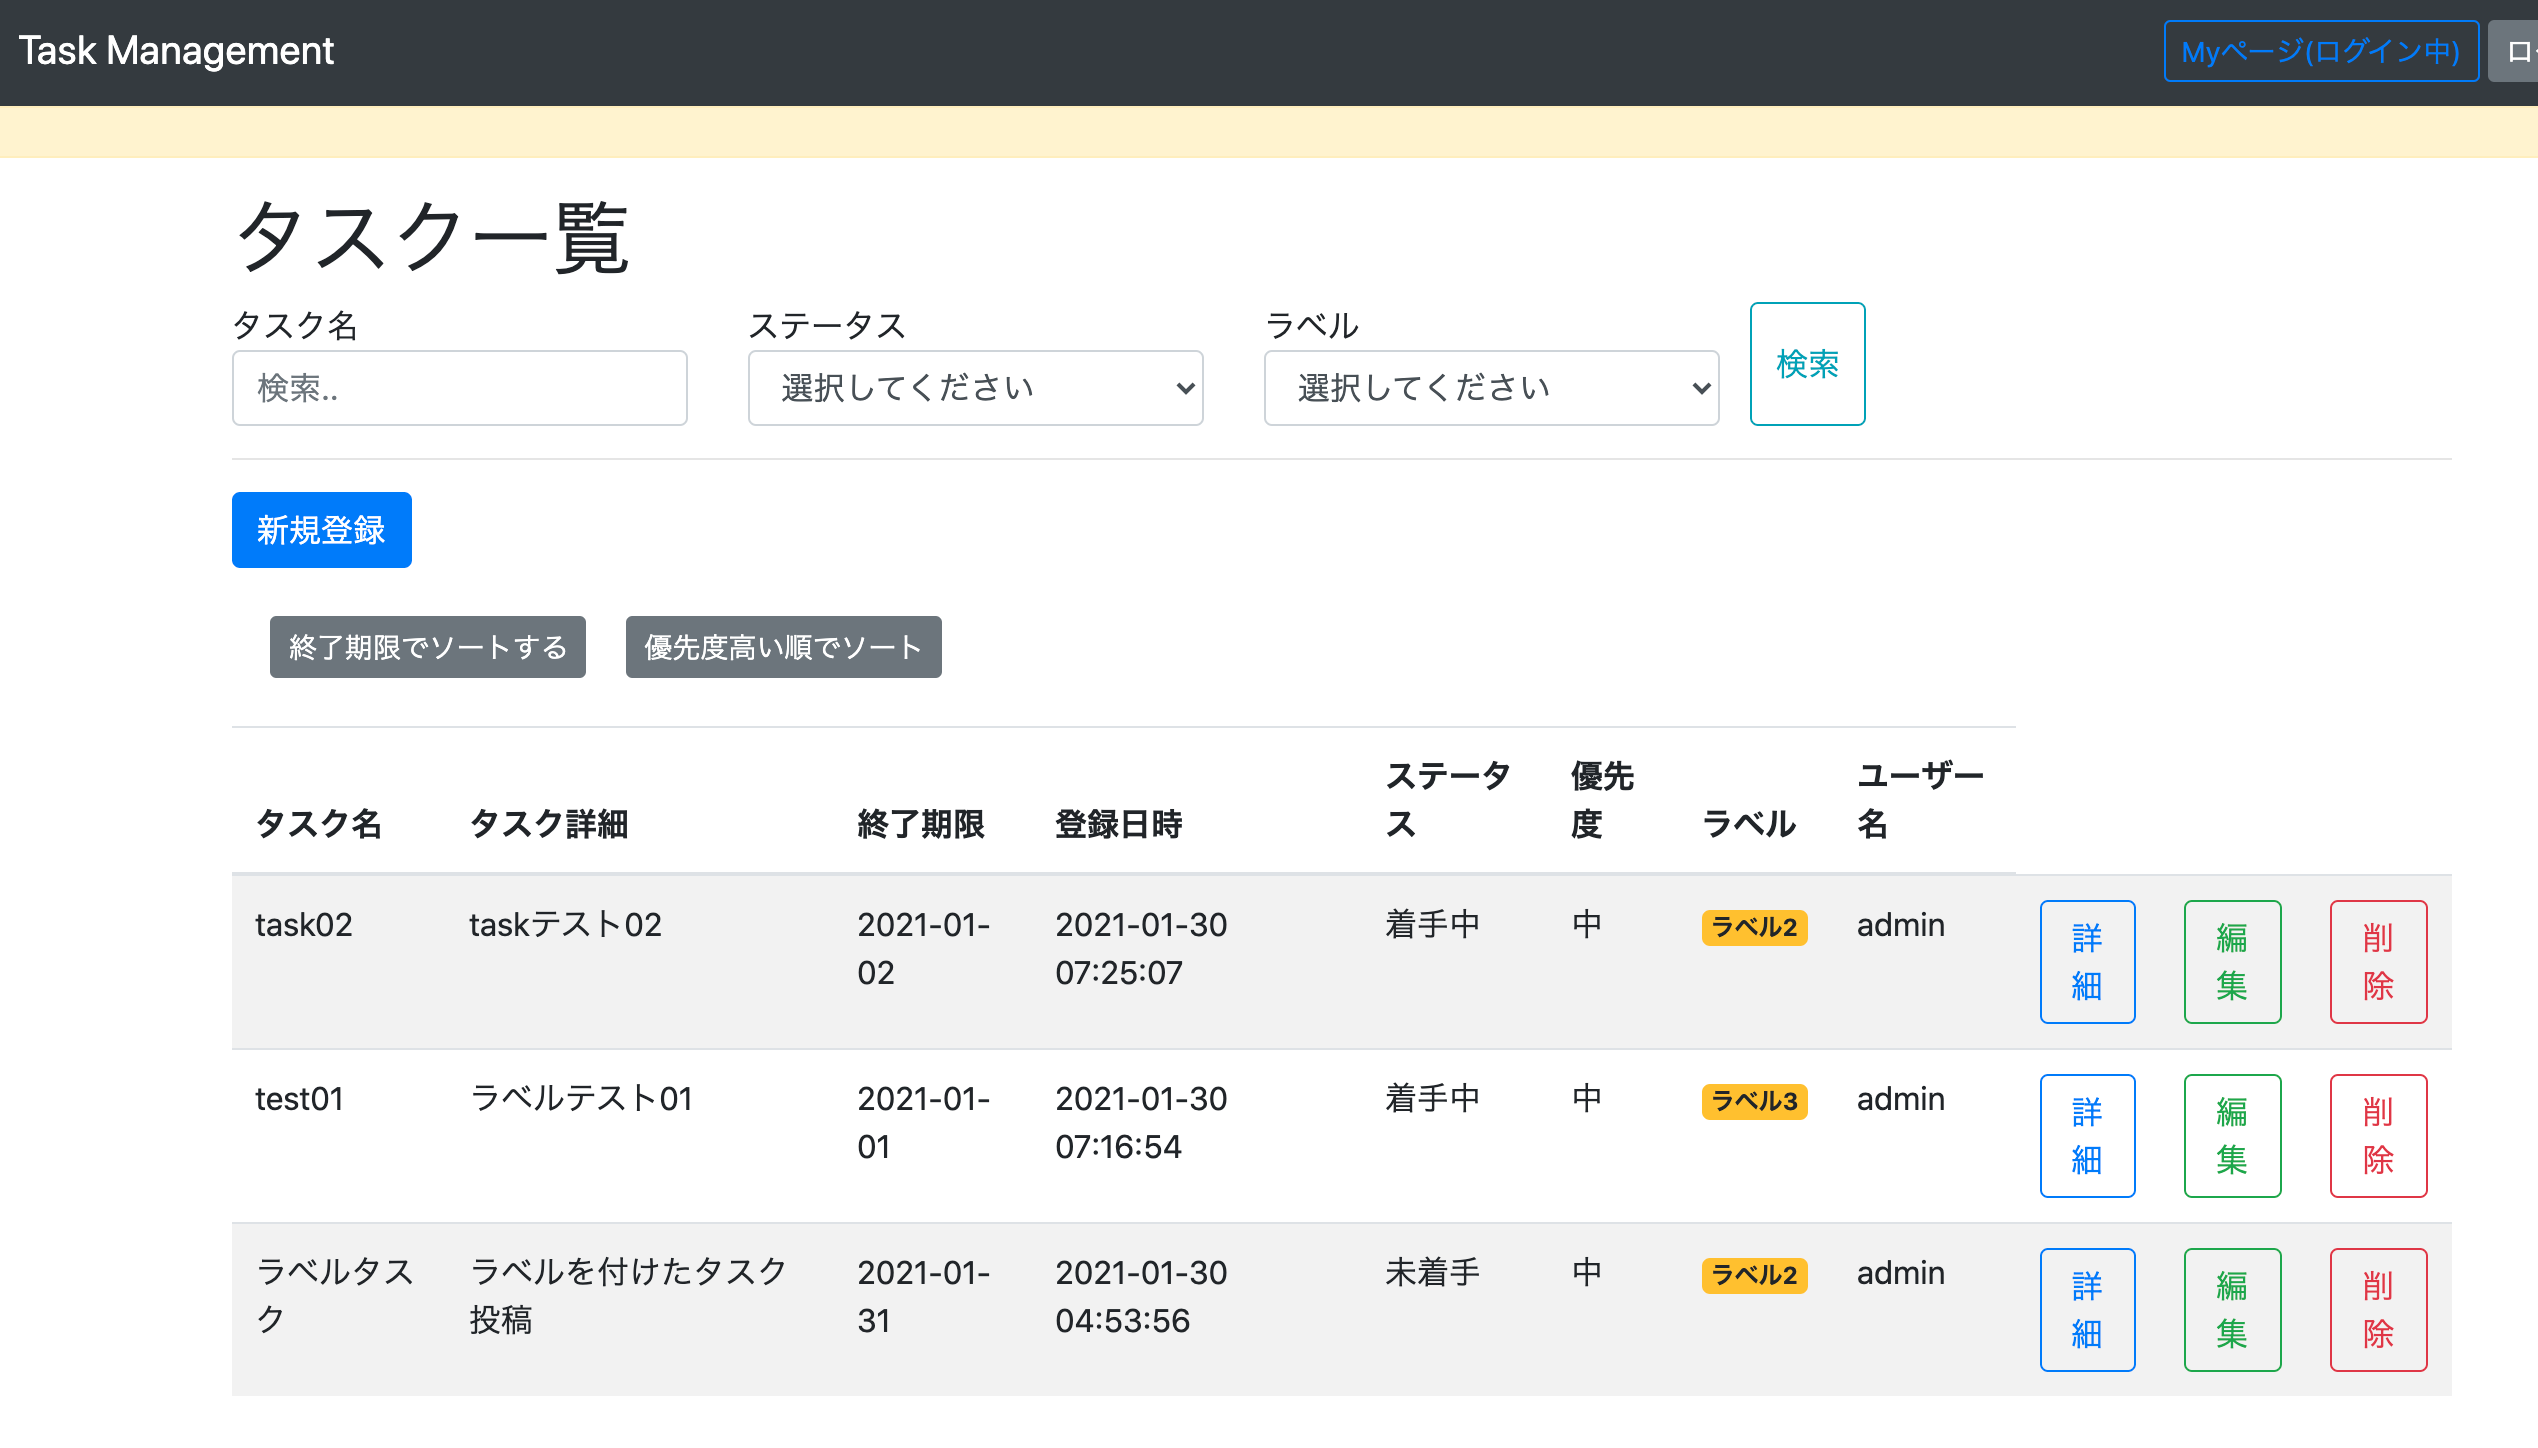 Task Management
Myページ(ログイン中)
ロ
タスク一覧
タスク名 ステータス ラベル
検索.. 選択してください 選択してください 検索
新規登録
終了期限でソートする 優先度高い順でソート
タスク名 タスク詳細 終了期限 登録日時 ステータ
ス 優先
度 ラベル ユーザー
名
task02 taskテスト02 2021-01-
02 2021-01-30
07:25:07 着手中 中 ラベル2 admin 詳
細 編
集 削
除
test01 ラベルテスト01 2021-01-
01 2021-01-30
07:16:54 着手中 中 ラベル3 admin 詳
細 編
集 削
除
ラベルタス
ク ラベルを付けたタスク
投稿 2021-01-
31 2021-01-30
04:53:56 未着手 中 ラベル2 admin 詳
細 編
集 削
除